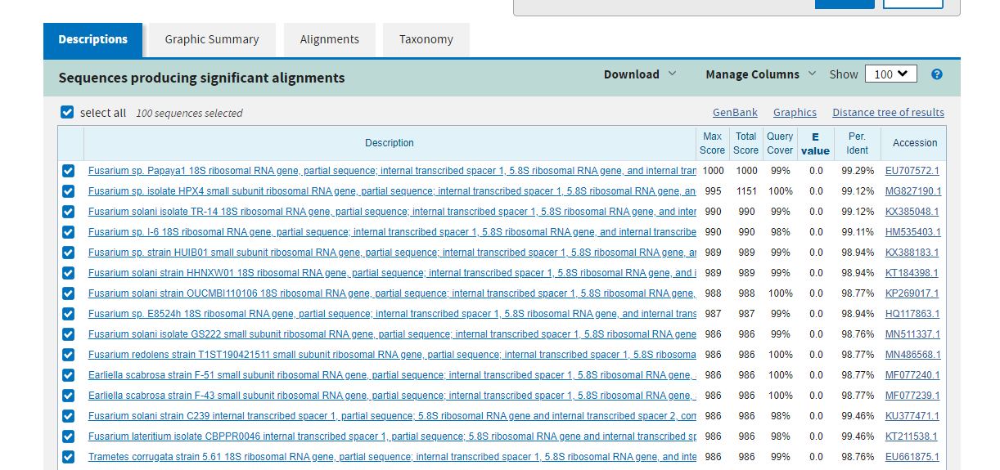 Descriptions Graphic Summary Alignments Taxonomy
Sequences producing significant alignments Download Manage Columns Show 100 ?
select all 100 sequences selected GenBank Graphics Distance tree of results
Description Max Score Total Score Query Cover E value Per. Ident Accession
Fusarium sp. Papaya1 18S ribosomal RNA gene, partial sequence; internal transcribed spacer 1, 5.8S ribosomal RNA gene, and internal tran 1000 1000 99% 0.0 99.29% EU707572.1
Fusarium sp. isolate HPX4 small subunit ribosomal RNA gene, partial sequence; internal transcribed spacer 1, 5.8S ribosomal RNA gene, an 995 1151 100% 0.0 99.12% MG827190.1
Fusarium solani isolate TR-14 18S ribosomal RNA gene, partial sequence; internal transcribed spacer 1, 5.8S ribosomal RNA gene, and inter 990 990 99% 0.0 99.12% KX385048.1
Fusarium sp. I-6 18S ribosomal RNA gene, partial sequence; internal transcribed spacer 1, 5.8S ribosomal RNA gene, and internal transcribe 990 990 98% 0.0 99.11% HM535403.1
Fusarium sp. strain HUIB01 small subunit ribosomal RNA gene, partial sequence; internal transcribed spacer 1, 5.8S ribosomal RNA gene, ar 989 989 99% 0.0 98.94% KX388183.1
Fusarium solani strain HHNXW01 18S ribosomal RNA gene, partial sequence; internal transcribed spacer 1, 5.8S ribosomal RNA gene, and i 989 989 99% 0.0 98.94% KT184398.1
Fusarium solani strain OUCMBI110106 18S ribosomal RNA gene, partial sequence; internal transcribed spacer 1, 5.8S ribosomal RNA gene, 988 988 100% 0.0 98.77% KP269017.1
Fusarium sp. E8524h 18S ribosomal RNA gene, partial sequence; internal transcribed spacer 1, 5.8S ribosomal RNA gene, and internal trans 987 987 99% 0.0 98.94% HQ117863.1
Fusarium solani isolate GS222 small subunit ribosomal RNA gene, partial sequence; internal transcribed spacer 1, 5.8S ribosomal RNA gene 986 986 99% 0.0 98.76% MN511337.1
Fusarium redolens strain T1ST190421511 small subunit ribosomal RNA gene, partial sequence; internal transcribed spacer 1, 5.8S ribosoma 986 986 100% 0.0 98.77% MN486568.1
Earliella scabrosa strain F-51 small subunit ribosomal RNA gene, partial sequence; internal transcribed spacer 1, 5.8S ribosomal RNA gene, 986 986 100% 0.0 98.77% MF077240.1
Earliella scabrosa strain F-43 small subunit ribosomal RNA gene, partial sequence; internal transcribed spacer 1, 5.8S ribosomal RNA gene, 986 986 100% 0.0 98.77% MF077239.1
Fusarium solani strain C239 internal transcribed spacer 1, partial sequence; 5.8S ribosomal RNA gene and internal transcribed spacer 2, com 986 986 98% 0.0 99.46% KU377471.1
Fusarium lateritium isolate CBPPR0046 internal transcribed spacer 1, partial sequence; 5.8S ribosomal RNA gene and internal transcribed sp 986 986 98% 0.0 99.46% KT211538.1
Trametes corrugata strain 5.61 18S ribosomal RNA gene, partial sequence; internal transcribed spacer 1, 5.8S ribosomal RNA gene, and inte 986 986 99% 0.0 98.76% EU661875.1